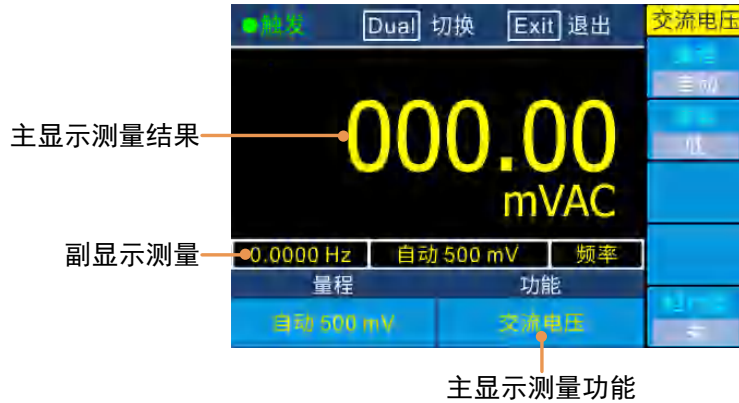 触发 Dual 切换 Exit 退出 交流电压
自动
主显示测量结果
000.00
mVAC
副显示测量
0.0000 Hz 自动 500 mV 频率
量程 功能
自动 500 mV 交流电压
主显示测量功能